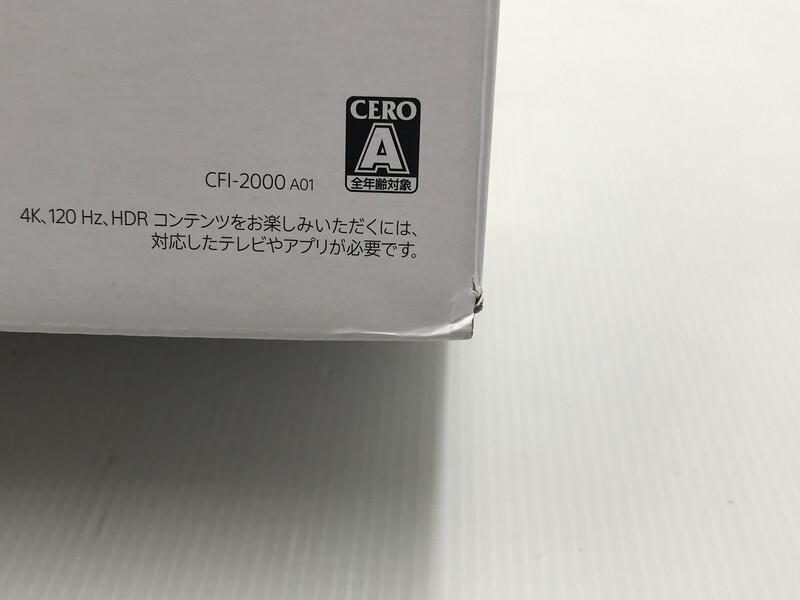 CERO
A
全年齢対象
CFI-2000 A01
4K、120 Hz、HDR コンテンツをお楽しみいただくには、
対応したテレビやアプリが必要です。